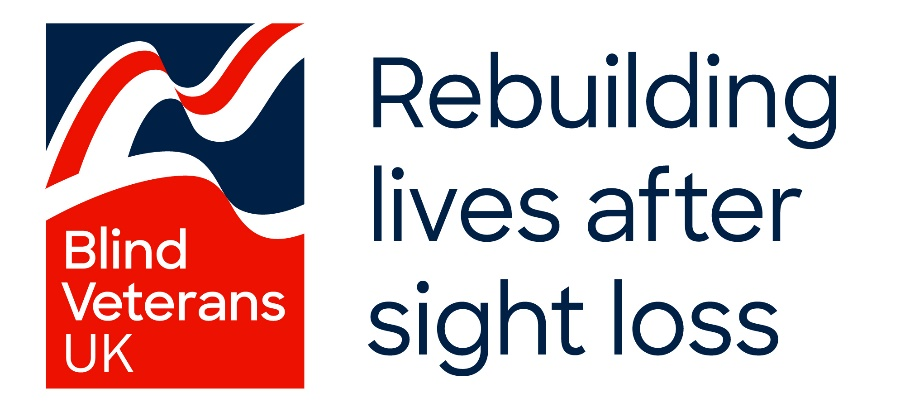 Blind
Veterans
UK
Rebuilding
lives after
sight loss